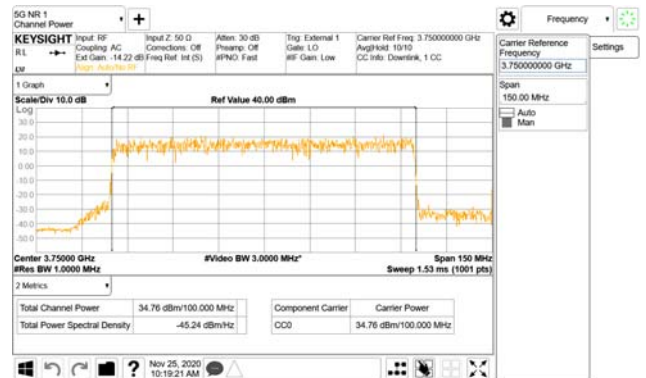 5G NR 1
Channel Power
Frequency
KEYSIGHT
RL
Input: RF
Coupling: AC
Ext Gain: -14.22 dB
Align: Auto/No RF
Input Z: 50 Ω
Corrections: Off
Freq Ref: Int (S)
Atten: 30 dB
Preamp: Off
#PNO: Fast
Trig: External 1
Gate: LO
#IF Gain: Low
Carrier Ref Freq: 3.750000000 GHz
Avg|Hold: 10/10
CC Info: Downlink, 1 CC
Carrier Reference Frequency
3.750000000 GHz
Settings
Span
150.00 MHz
Auto
Man
1 Graph
Scale/Div 10.0 dB
Ref Value 40.00 dBm
Log
30.0
20.0
10.0
0.00
-10.0
-20.0
-30.0
-40.0
-50.0
Center 3.75000 GHz
#Video BW 3.0000 MHz*
Span 150 MHz
#Res BW 1.0000 MHz
Sweep 1.53 ms (1001 pts)
2 Metrics
Total Channel Power 34.76 dBm/100.000 MHz
Total Power Spectral Density -45.24 dBm/Hz
Component Carrier Carrier Power
CC0 34.76 dBm/100.000 MHz
?
Nov 25, 2020
10:19:21 AM